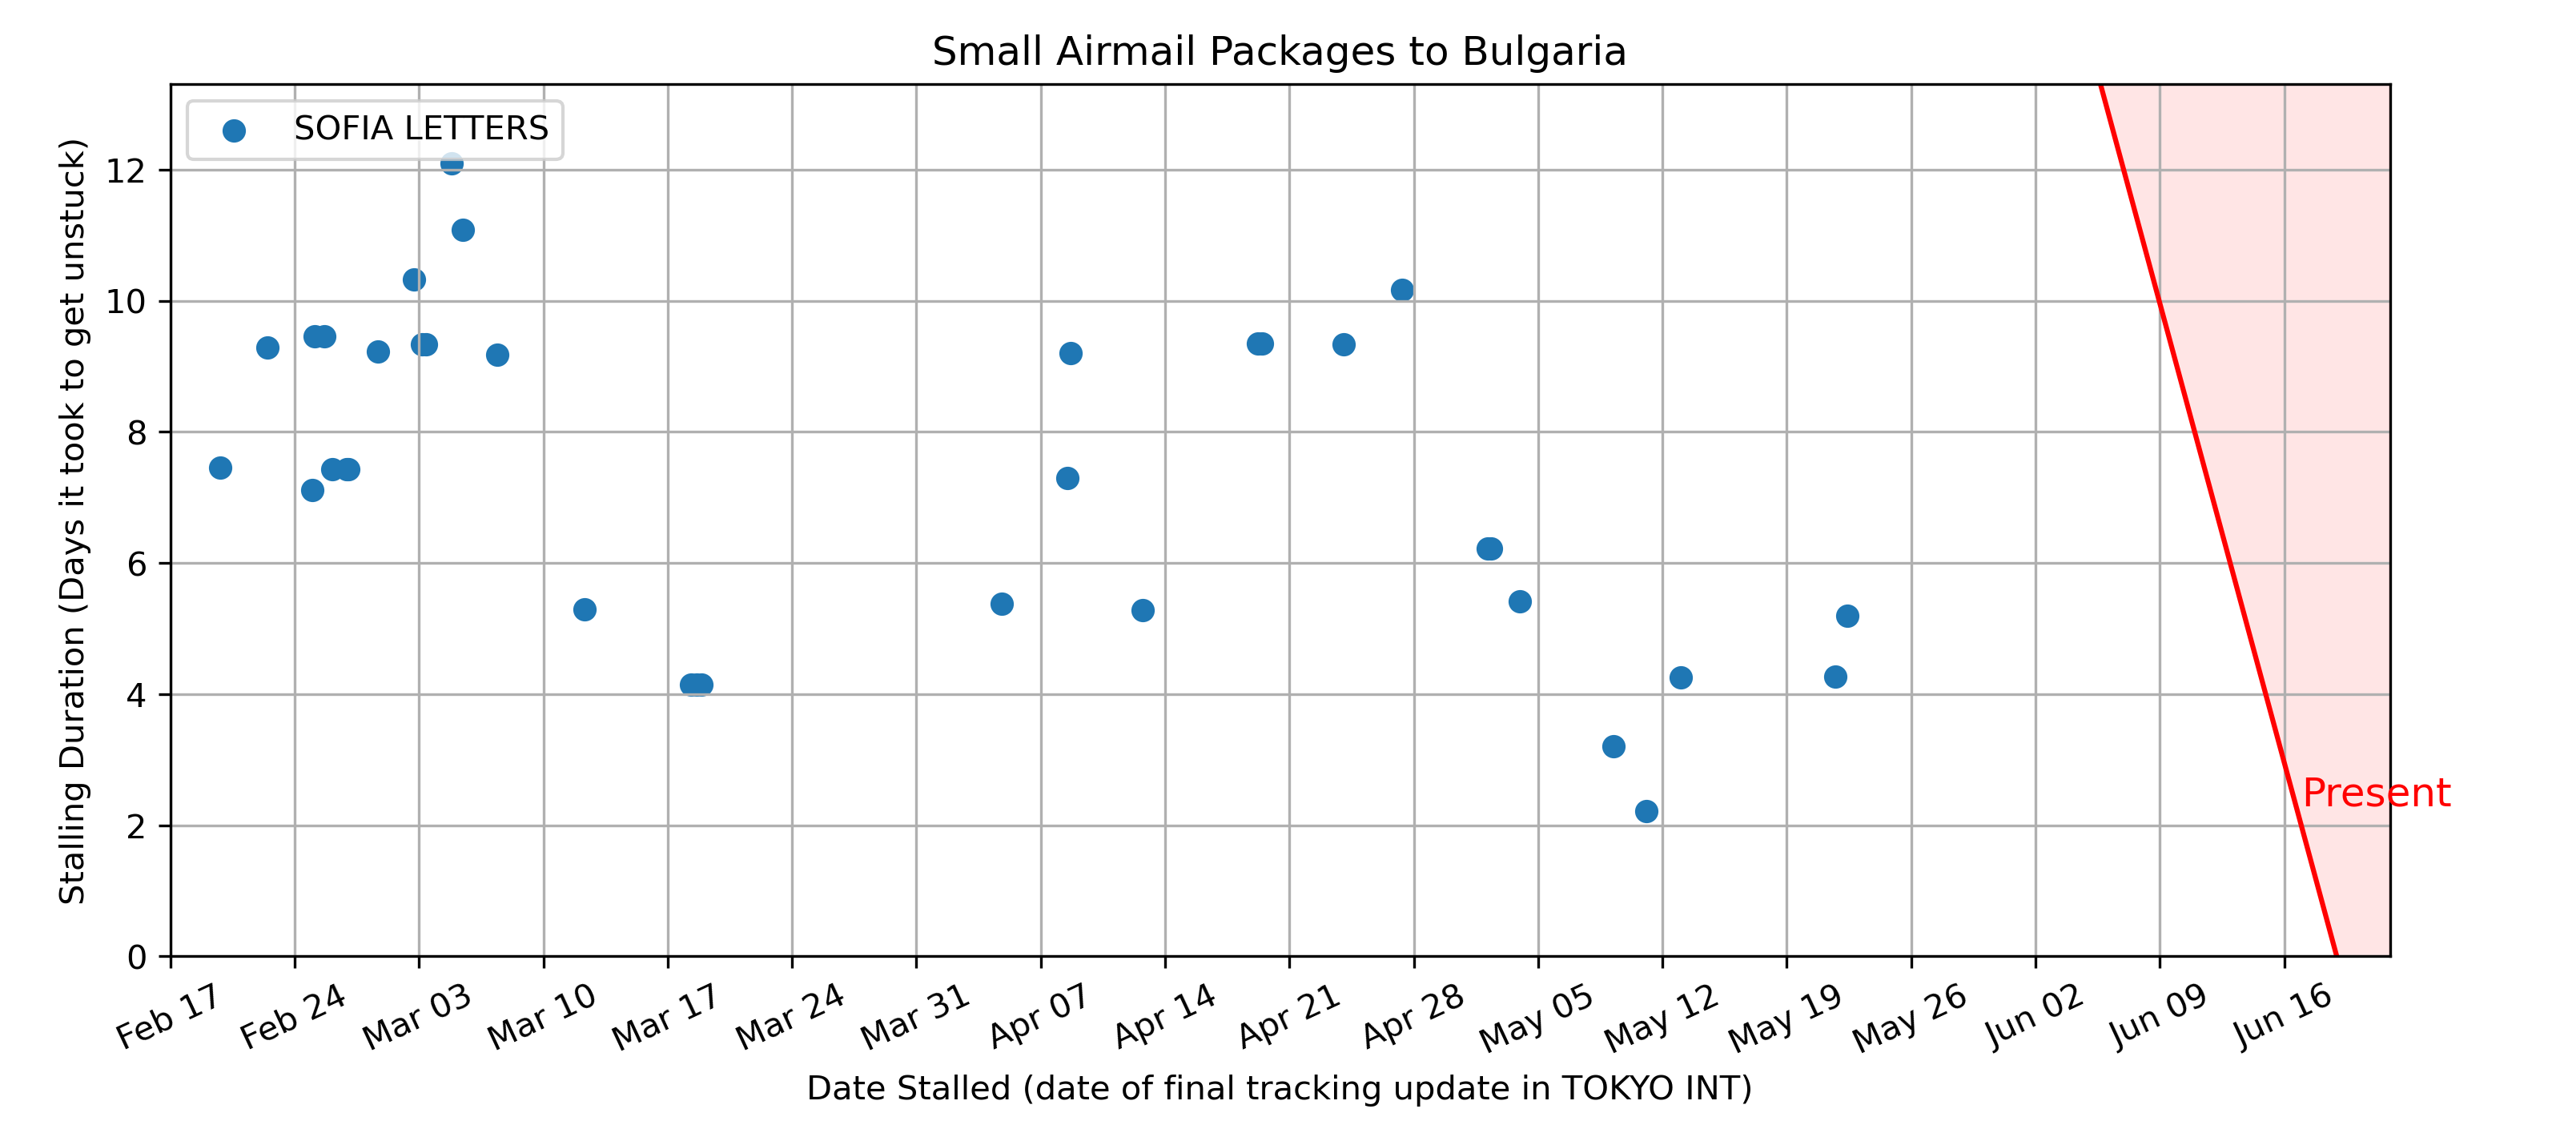 Small Airmail Packages to Bulgaria
SOFIA LETTERS
Stalling Duration (Days it took to get unstuck)
12
10
8
6
4
2
0
Present
Feb 17
Feb 24
Mar 03
Mar 10
Mar 17
Mar 24
Mar 31
Apr 07
Apr 14
Apr 21
Apr 28
May 05
May 12
May 19
May 26
Jun 02
Jun 09
Jun 16
Date Stalled (date of final tracking update in TOKYO INT)